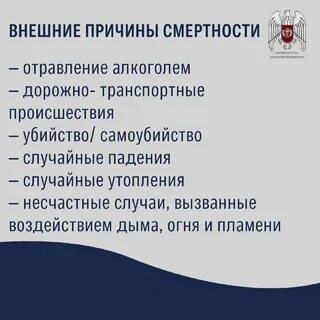 ВНЕШНИЕ ПРИЧИНЫ СМЕРТНОСТИ
– отравление алкоголем
– дорожно- транспортные
происшествия
– убийство/ самоубийство
– случайные падения
– случайные утопления
– несчастные случаи, вызванные
воздействием дыма, огня и пламени